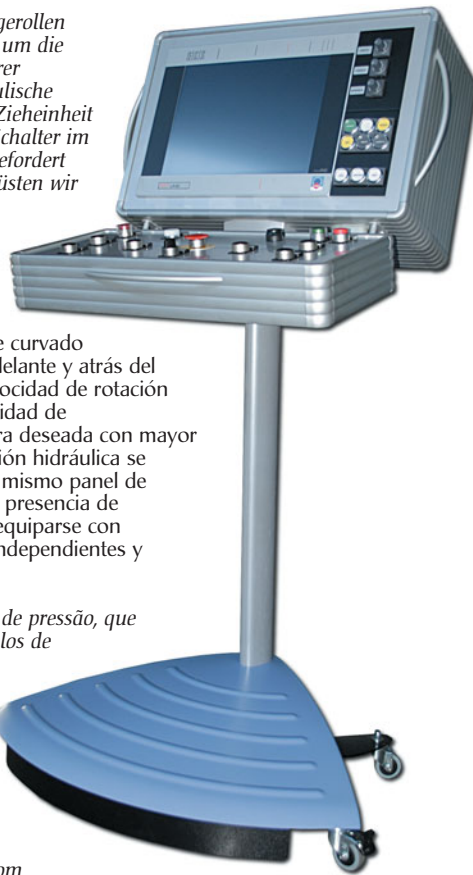 gerollen
um die
rer
ulische
Zieheinheit
chalter im
efordert
üsten wir
e curvado
delante y atrás del
ocidad de rotación
idad de
ra deseada con mayor
ión hidráulica se
mismo panel de
presencia de
equiparse con
ndependientes y
de pressão, que
los de
om